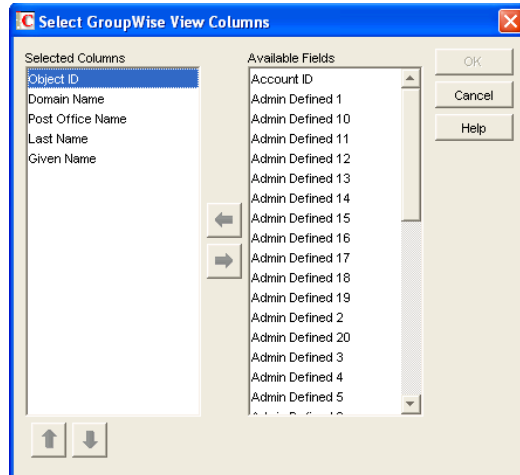 Select GroupWise View Columns
Selected Columns
Object ID
Domain Name
Post Office Name
Last Name
Given Name
Available Fields
Account ID
Admin Defined 1
Admin Defined 10
Admin Defined 11
Admin Defined 12
Admin Defined 13
Admin Defined 14
Admin Defined 15
Admin Defined 16
Admin Defined 17
Admin Defined 18
Admin Defined 19
Admin Defined 2
Admin Defined 20
Admin Defined 3
Admin Defined 4
Admin Defined 5
OK
Cancel
Help